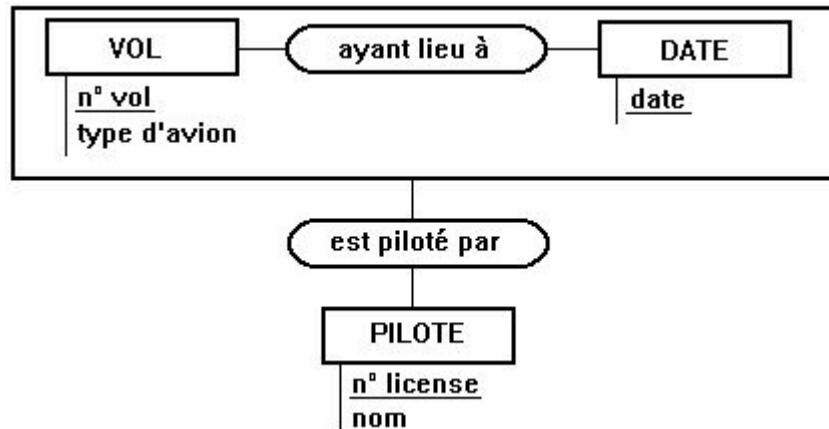 VOL
ayant lieu à
DATE
n° vol
type d'avion
date
est piloté par
PILOTE
n° license
nom